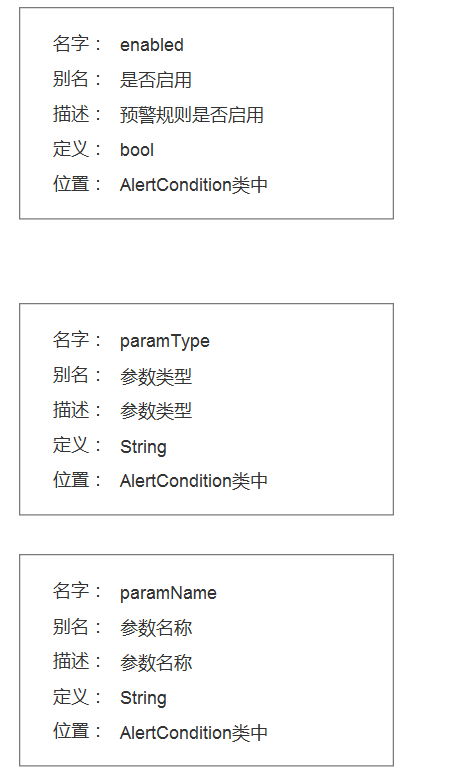 名字： enabled
别名： 是否启用
描述： 预警规则是否启用
定义： bool
位置： AlertCondition类中
名字： paramType
别名： 参数类型
描述： 参数类型
定义： String
位置： AlertCondition类中
名字： paramName
别名： 参数名称
描述： 参数名称
定义： String
位置： AlertCondition类中